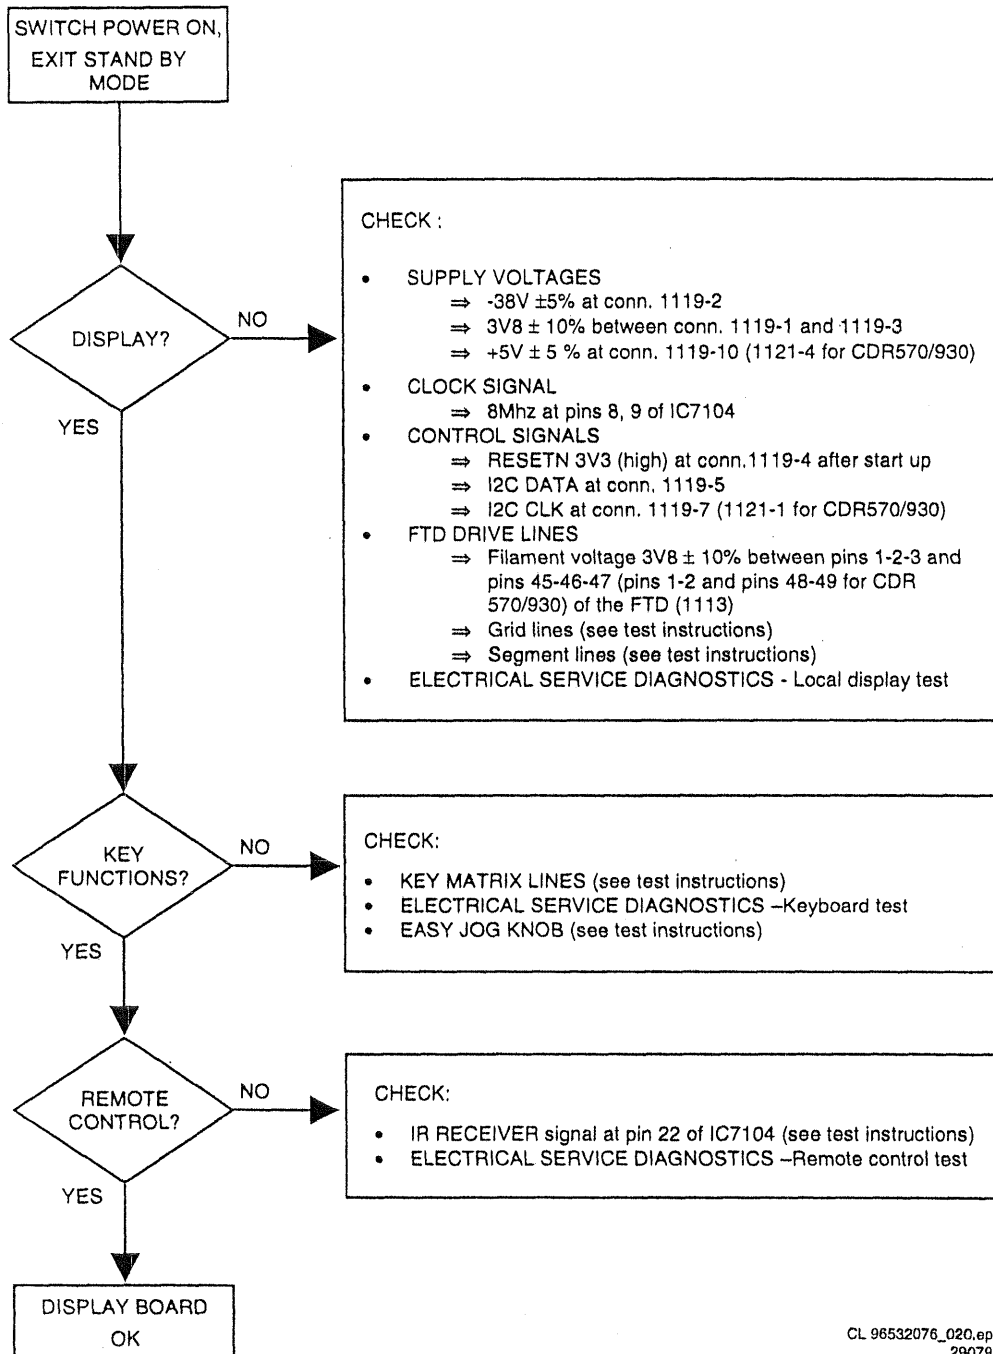 SWITCH POWER ON,
EXIT STAND BY
MODE
DISPLAY?
NO
YES
CHECK :
• SUPPLY VOLTAGES
⇒ -38V ±5% at conn. 1119-2
⇒ 3V8 ± 10% between conn. 1119-1 and 1119-3
⇒ +5V ± 5 % at conn. 1119-10 (1121-4 for CDR570/930)
• CLOCK SIGNAL
⇒ 8Mhz at pins 8, 9 of IC7104
• CONTROL SIGNALS
⇒ RESETN 3V3 (high) at conn.1119-4 after start up
⇒ I2C DATA at conn. 1119-5
⇒ I2C CLK at conn. 1119-7 (1121-1 for CDR570/930)
• FTD DRIVE LINES
⇒ Filament voltage 3V8 ± 10% between pins 1-2-3 and
pins 45-46-47 (pins 1-2 and pins 48-49 for CDR
570/930) of the FTD (1113)
⇒ Grid lines (see test instructions)
⇒ Segment lines (see test instructions)
• ELECTRICAL SERVICE DIAGNOSTICS - Local display test
KEY
FUNCTIONS?
NO
YES
CHECK:
• KEY MATRIX LINES (see test instructions)
• ELECTRICAL SERVICE DIAGNOSTICS –Keyboard test
• EASY JOG KNOB (see test instructions)
REMOTE
CONTROL?
NO
YES
CHECK:
• IR RECEIVER signal at pin 22 of IC7104 (see test instructions)
• ELECTRICAL SERVICE DIAGNOSTICS –Remote control test
DISPLAY BOARD
OK
CL 96532076_020.ep
29079